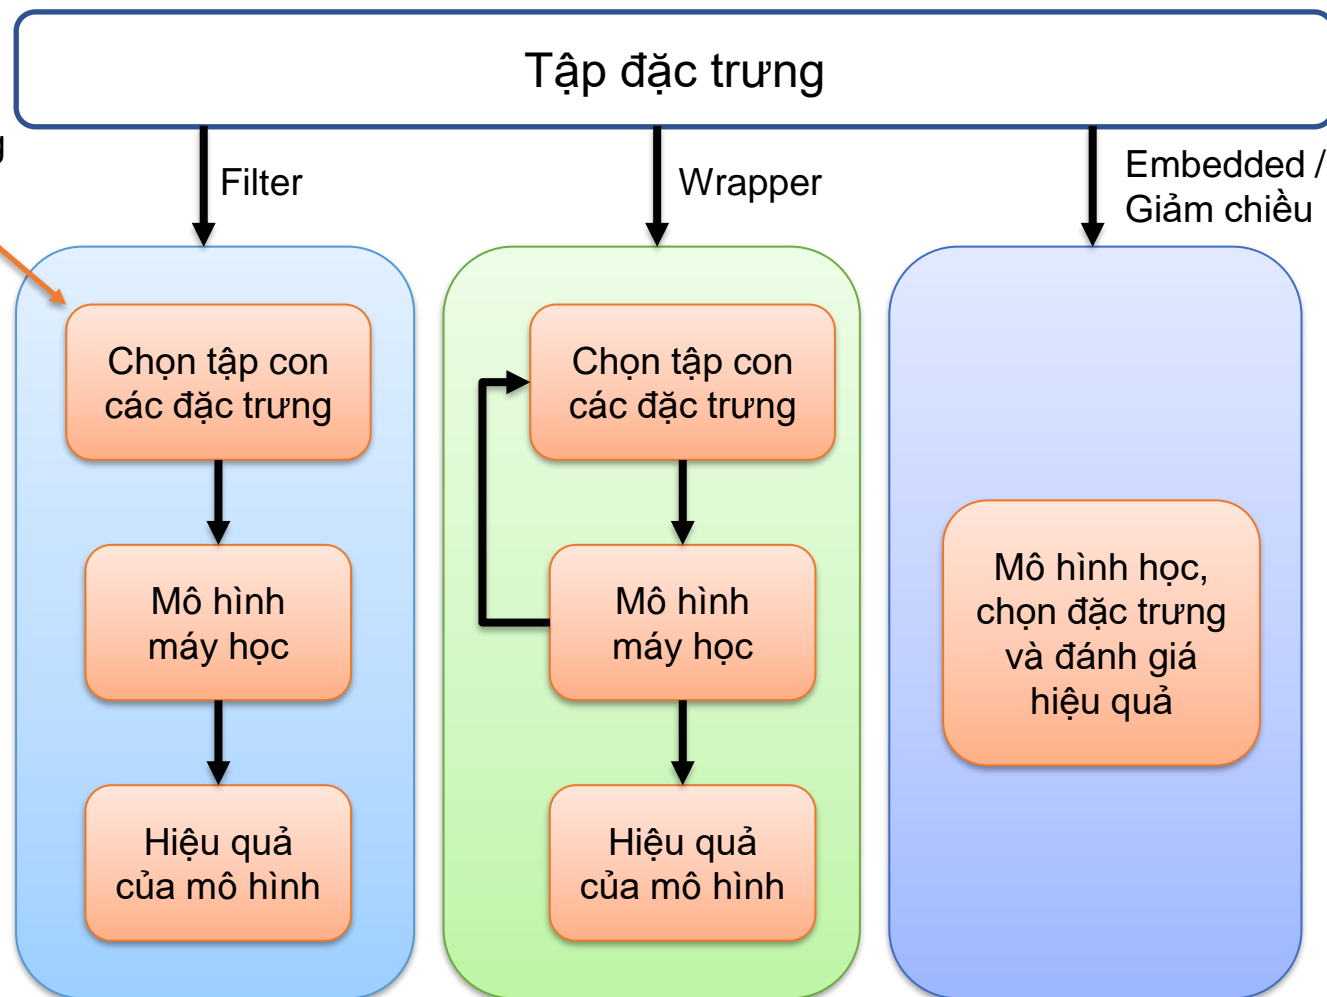 Tập đặc trưng
Filter
Wrapper
Embedded /
Giảm chiều
Chọn tập con
các đặc trưng
Mô hình
máy học
Hiệu quả
của mô hình
Chọn tập con
các đặc trưng
Mô hình
máy học
Hiệu quả
của mô hình
Mô hình học,
chọn đặc trưng
và đánh giá
hiệu quả